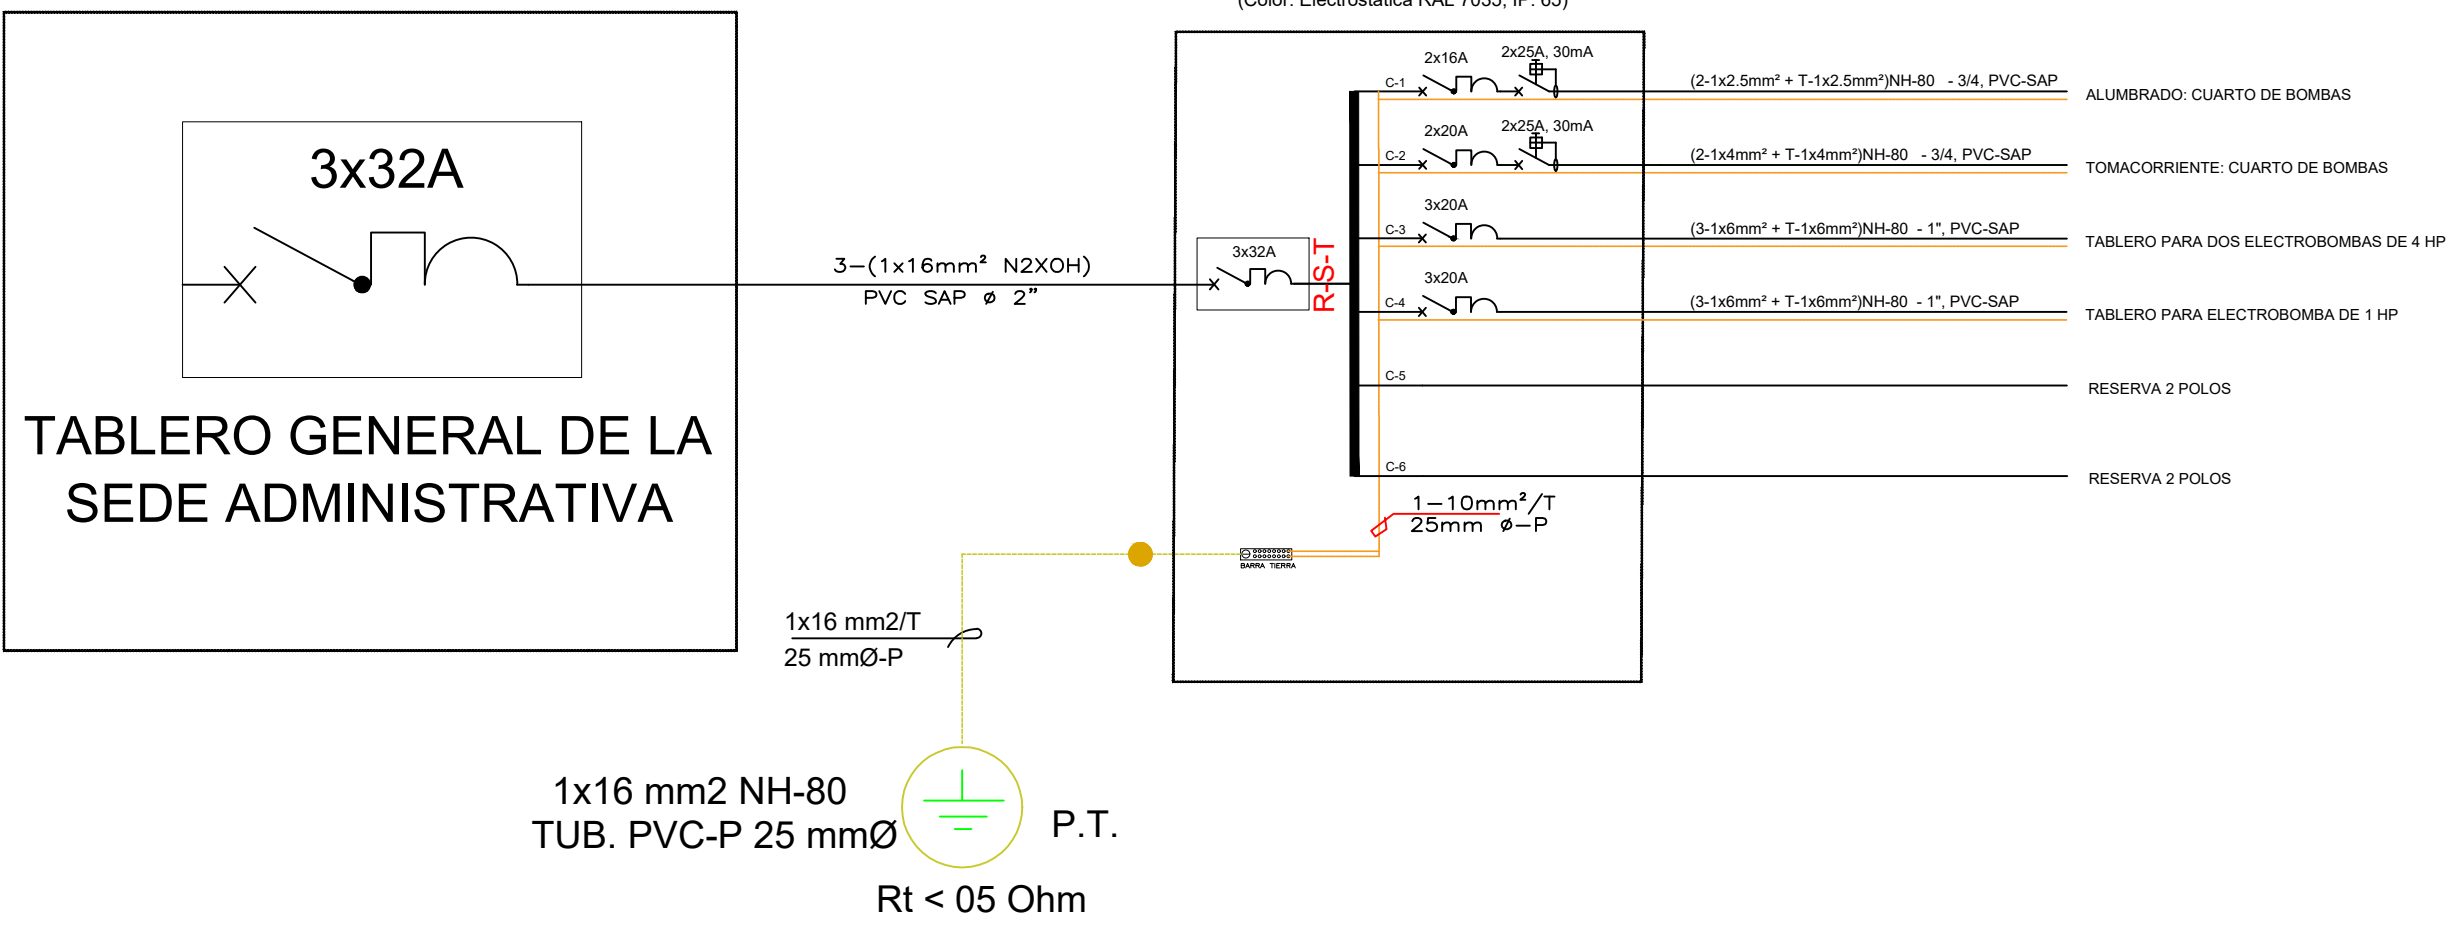 (Color: Electrostatica RAL 7035, IP: 65)
3x32A
TABLERO GENERAL DE LA
SEDE ADMINISTRATIVA
3-(1x16mm² N2XOH)
PVC SAP ø 2"
3x32A
R-S-T
C-1
2x16A
2x25A, 30mA
(2-1x2.5mm² + T-1x2.5mm²)NH-80 - 3/4, PVC-SAP
ALUMBRADO: CUARTO DE BOMBAS
C-2
2x20A
2x25A, 30mA
(2-1x4mm² + T-1x4mm²)NH-80 - 3/4, PVC-SAP
TOMACORRIENTE: CUARTO DE BOMBAS
C-3
3x20A
(3-1x6mm² + T-1x6mm²)NH-80 - 1", PVC-SAP
TABLERO PARA DOS ELECTROBOMBAS DE 4 HP
C-4
3x20A
(3-1x6mm² + T-1x6mm²)NH-80 - 1", PVC-SAP
TABLERO PARA ELECTROBOMBA DE 1 HP
C-5
RESERVA 2 POLOS
C-6
RESERVA 2 POLOS
1-10mm²/T
25mm ø-P
BARRA TIERRA
1x16 mm2/T
25 mmØ-P
1x16 mm2 NH-80
TUB. PVC-P 25 mmØ
P.T.
Rt < 05 Ohm